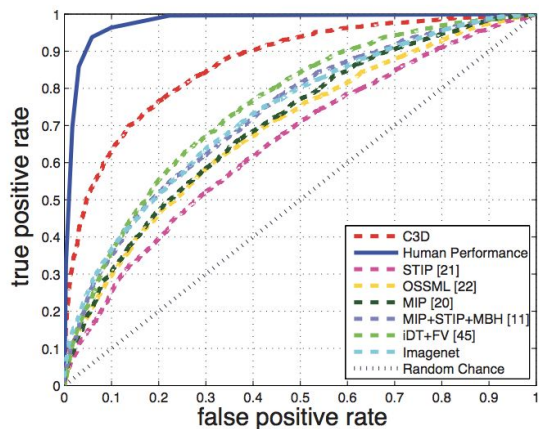 1
0.9
0.8
0.7
0.6
0.5
0.4
0.3
0.2
0.1
0
true positive rate
C3D
Human Performance
STIP [21]
OSSML [22]
MIP [20]
MIP+STIP+MBH [11]
iDT+FV [45]
Imagenet
Random Chance
0 0.1 0.2 0.3 0.4 0.5 0.6 0.7 0.8 0.9 1
false positive rate